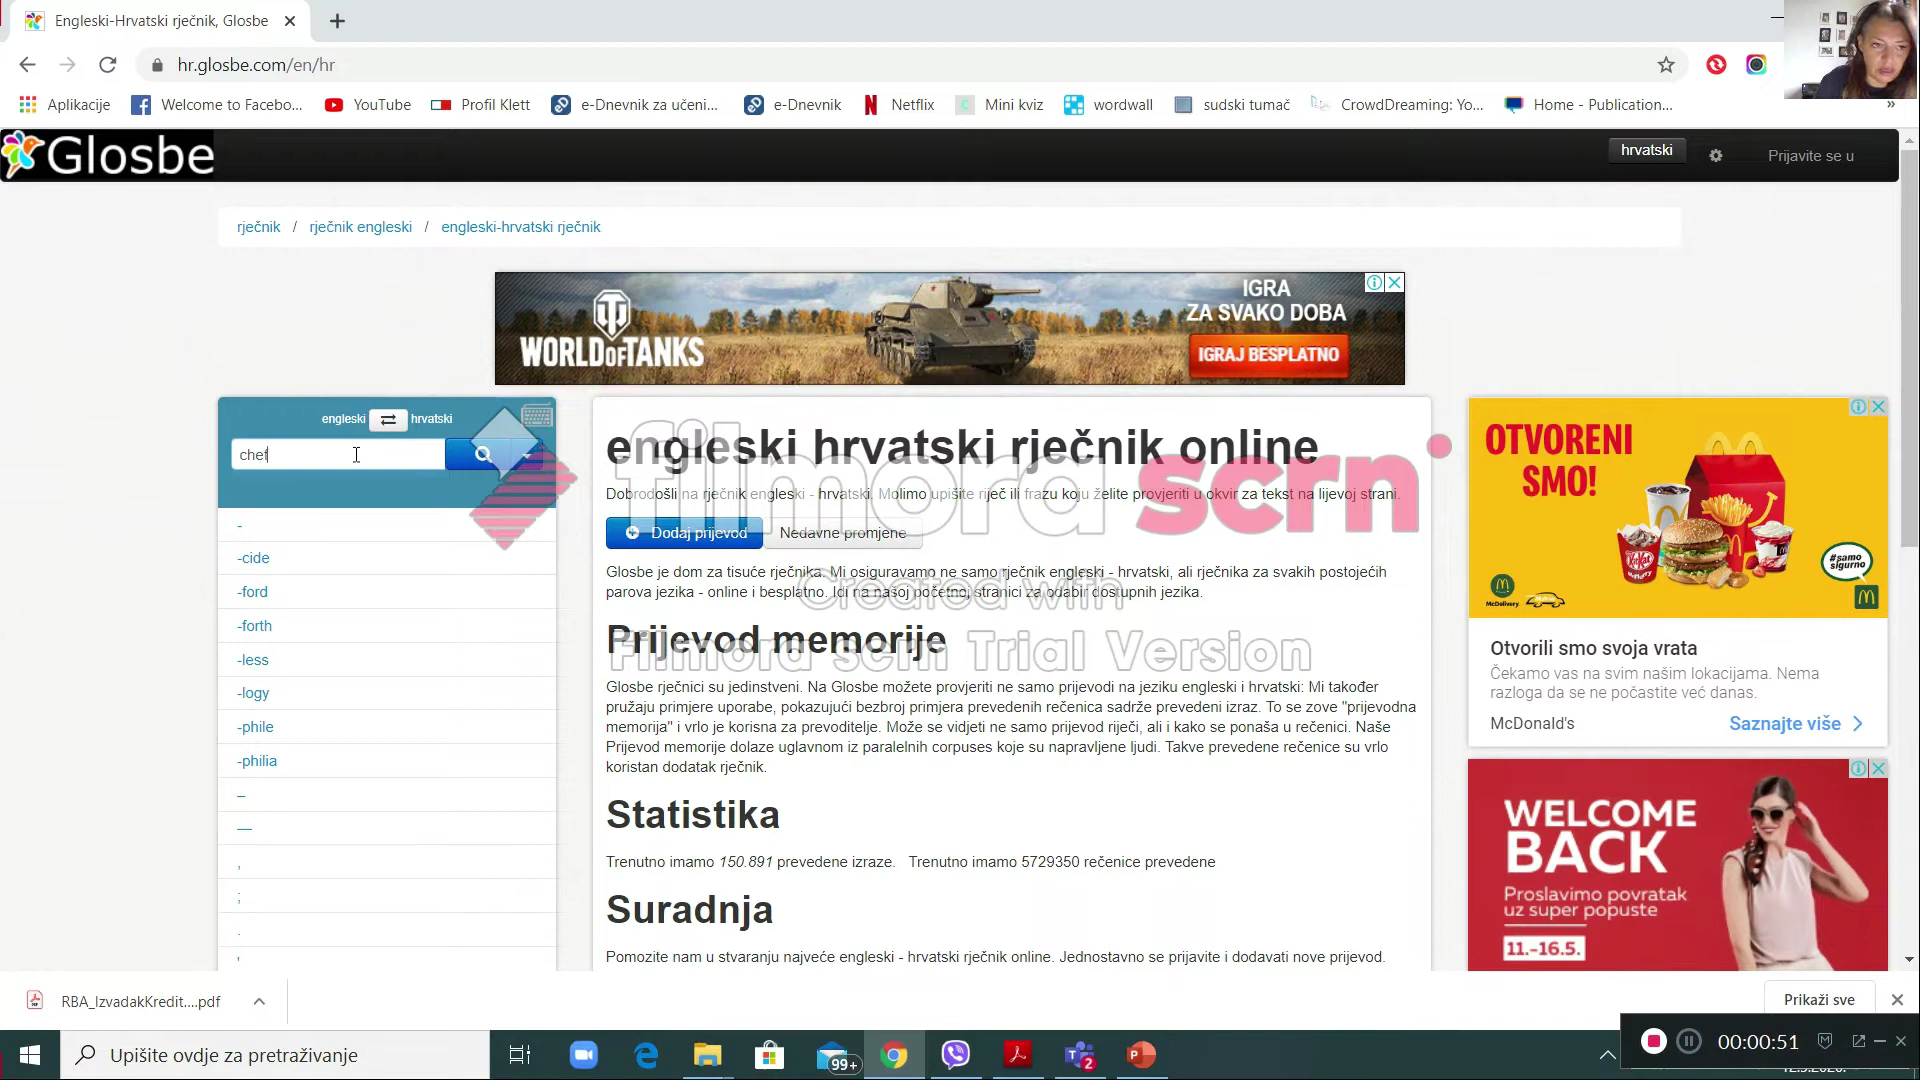 Engleski-Hrvatski rječnik, Glosbe
hr.glosbe.com/en/hr
Aplikacije
Welcome to Facebo...
YouTube
Profil Klett
e-Dnevnik za učeni...
e-Dnevnik
Netflix
Mini kviz
wordwall
sudski tumač
CrowdDreaming: Yo...
Home - Publication...
»
Glosbe
hrvatski
Prijavite se u
rječnik / rječnik engleski / engleski-hrvatski rječnik
WORLD OF TANKS
IGRA
ZA SVAKO DOBA
IGRAJ BESPLATNO
engleski hrvatski
chef
-
-cide
-ford
-forth
-less
-logy
-phile
-philia
–
—
,
;
.
'
engleski hrvatski rječnik online
Dobrodošli na rječnik engleski - hrvatski. Molimo upišite riječ ili frazu koju želite provjeriti u okvir za tekst na lijevoj strani.
Dodaj prijevod
Nedavne promjene
Glosbe je dom za tisuće rječnika. Mi osiguravamo ne samo rječnik engleski - hrvatski, ali rječnika za svakih postojećih
parova jezika - online i besplatno. Idi na našoj početnoj stranici za odabir dostupnih jezika.
Prijevod memorije
Glosbe rječnici su jedinstveni. Na Glosbe možete provjeriti ne samo prijevodi na jeziku engleski i hrvatski: Mi također
pružaju primjere uporabe, pokazujući bezbroj primjera prevedenih rečenica sadrže prevedeni izraz. To se zove "prijevodna
memorija" i vrlo je korisna za prevoditelje. Može se vidjeti ne samo prijevod riječi, ali i kako se ponaša u rečenici. Naše
Prijevod memorije dolaze uglavnom iz paralelnih corpuses koje su napravljene ljudi. Takve prevedene rečenice su vrlo
koristan dodatak rječnik.
Statistika
Trenutno imamo 150.891 prevedene izraze. Trenutno imamo 5729350 rečenice prevedene
Suradnja
Pomozite nam u stvaranju najveće engleski - hrvatski rječnik online. Jednostavno se prijavite i dodavati nove prijevod.
filmora scrn
Created with
Filmora scrn Trial Version
OTVORENI
SMO!
#samo
sigurno
McDelivery
Otvorili smo svoja vrata
Čekamo vas na svim našim lokacijama. Nema
razloga da se ne počastite već danas.
McDonald's
Saznajte više
WELCOME
BACK
Proslavimo povratak
uz super popuste
11.-16.5.
RBA_IzvadakKredit....pdf
Prikaži sve
Upišite ovdje za pretraživanje
99+
2
00:00:51